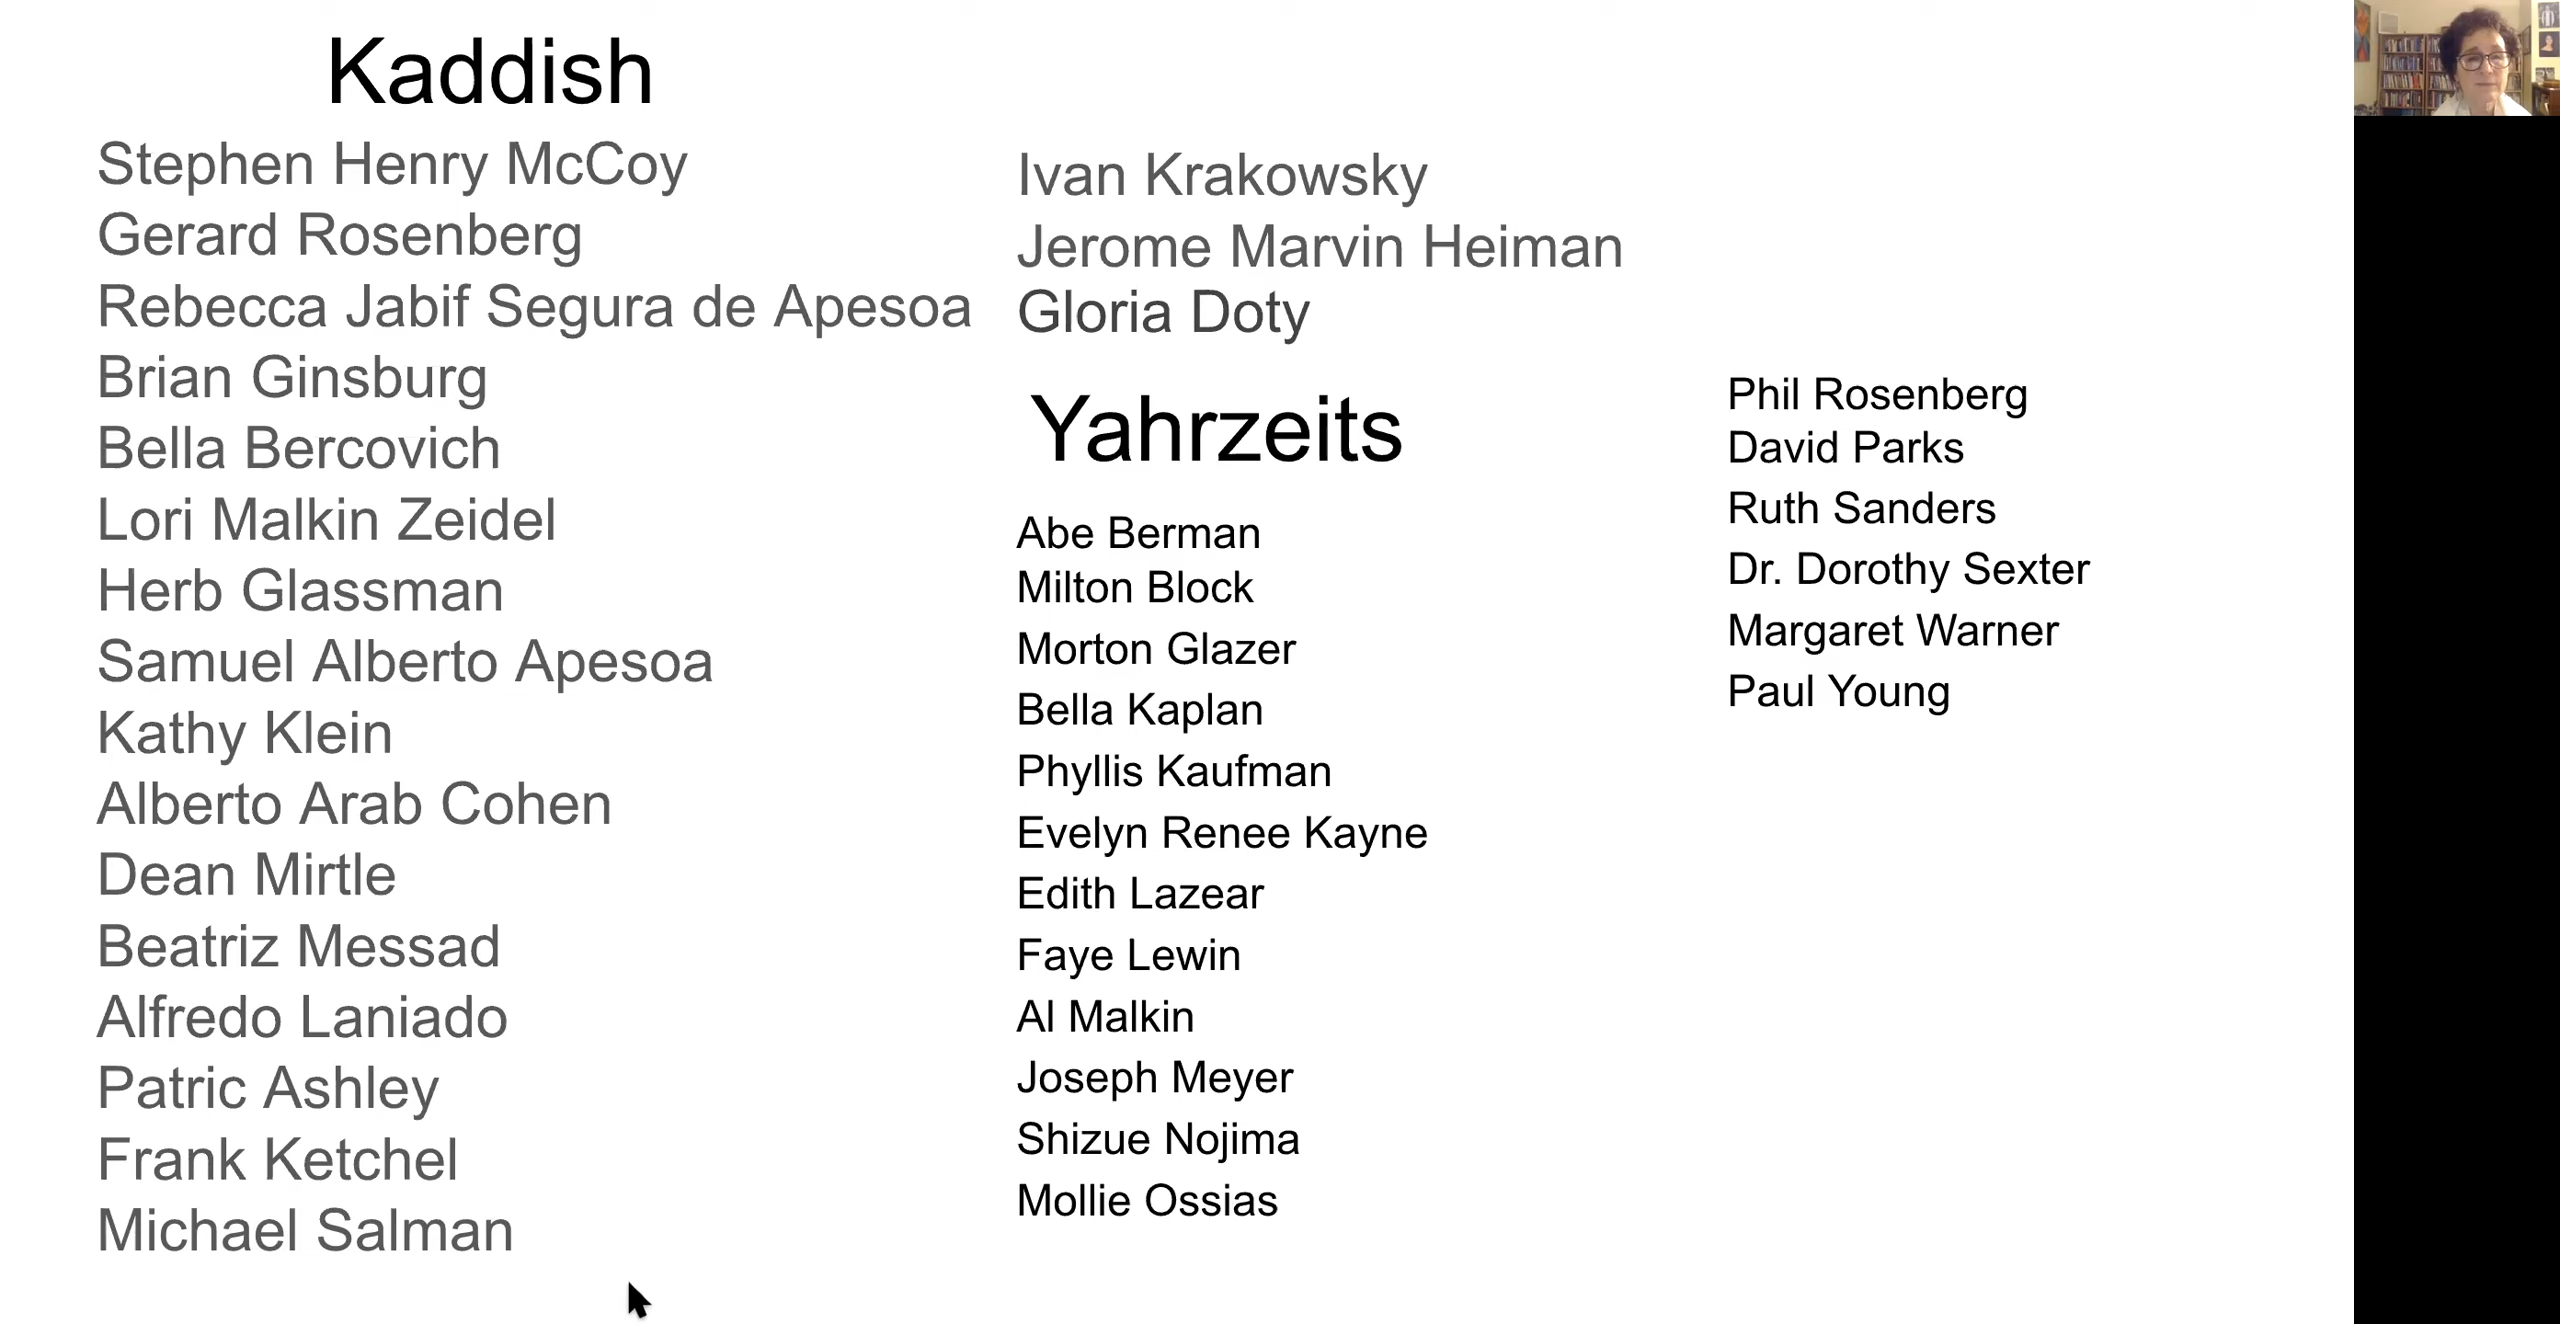 Kaddish
Stephen Henry McCoy
Gerard Rosenberg
Rebecca Jabif Segura de Apesoa
Brian Ginsburg
Bella Bercovich
Lori Malkin Zeidel
Herb Glassman
Samuel Alberto Apesoa
Kathy Klein
Alberto Arab Cohen
Dean Mirtle
Beatriz Messad
Alfredo Laniado
Patric Ashley
Frank Ketchel
Michael Salman
Ivan Krakowsky
Jerome Marvin Heiman
Gloria Doty
Yahrzeits
Abe Berman
Milton Block
Morton Glazer
Bella Kaplan
Phyllis Kaufman
Evelyn Renee Kayne
Edith Lazear
Faye Lewin
Al Malkin
Joseph Meyer
Shizue Nojima
Mollie Ossias
Phil Rosenberg
David Parks
Ruth Sanders
Dr. Dorothy Sexter
Margaret Warner
Paul Young